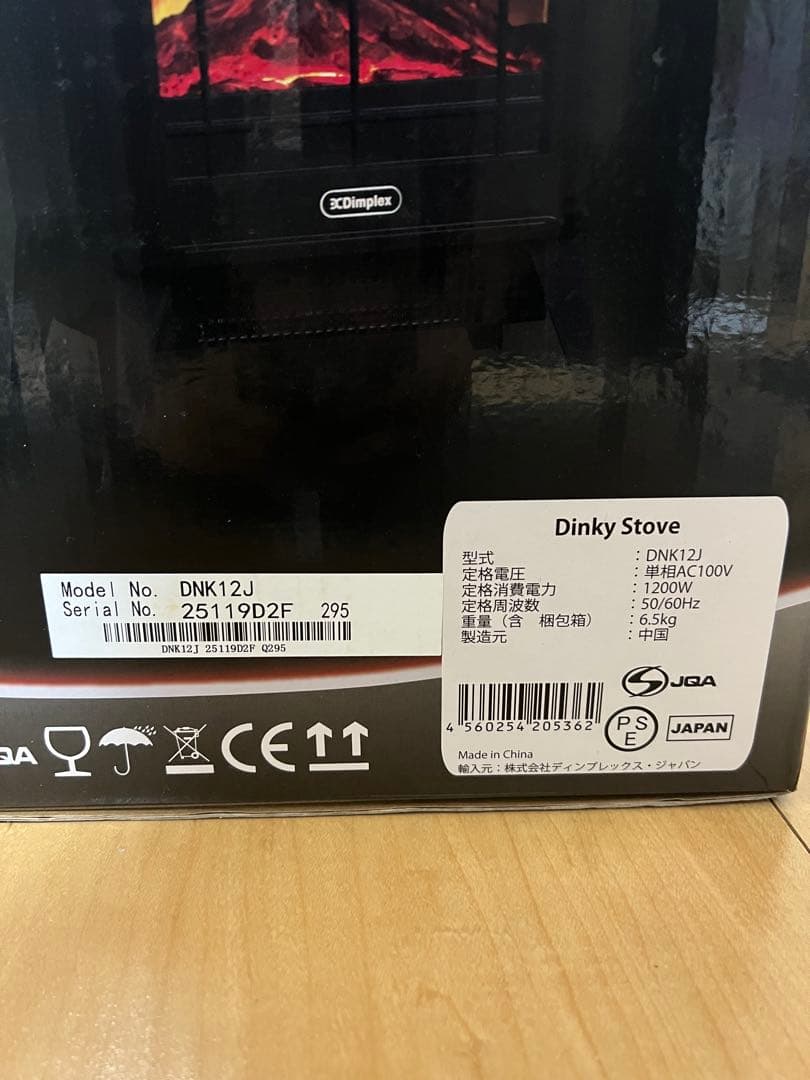 Dimplex
Dinky Stove
型式 : DNK12J
定格電圧 : 単相AC100V
定格消費電力 : 1200W
定格周波数 : 50/60Hz
重量（含 梱包箱） : 6.5kg
製造元 : 中国
JQA
4 560254 205362
PSE
JAPAN
Made in China
輸入元：株式会社ディンプレックス・ジャパン
Model No. DNK12J
Serial No. 25119D2F 295
DNK12J 25119D2F Q295
QA
CE